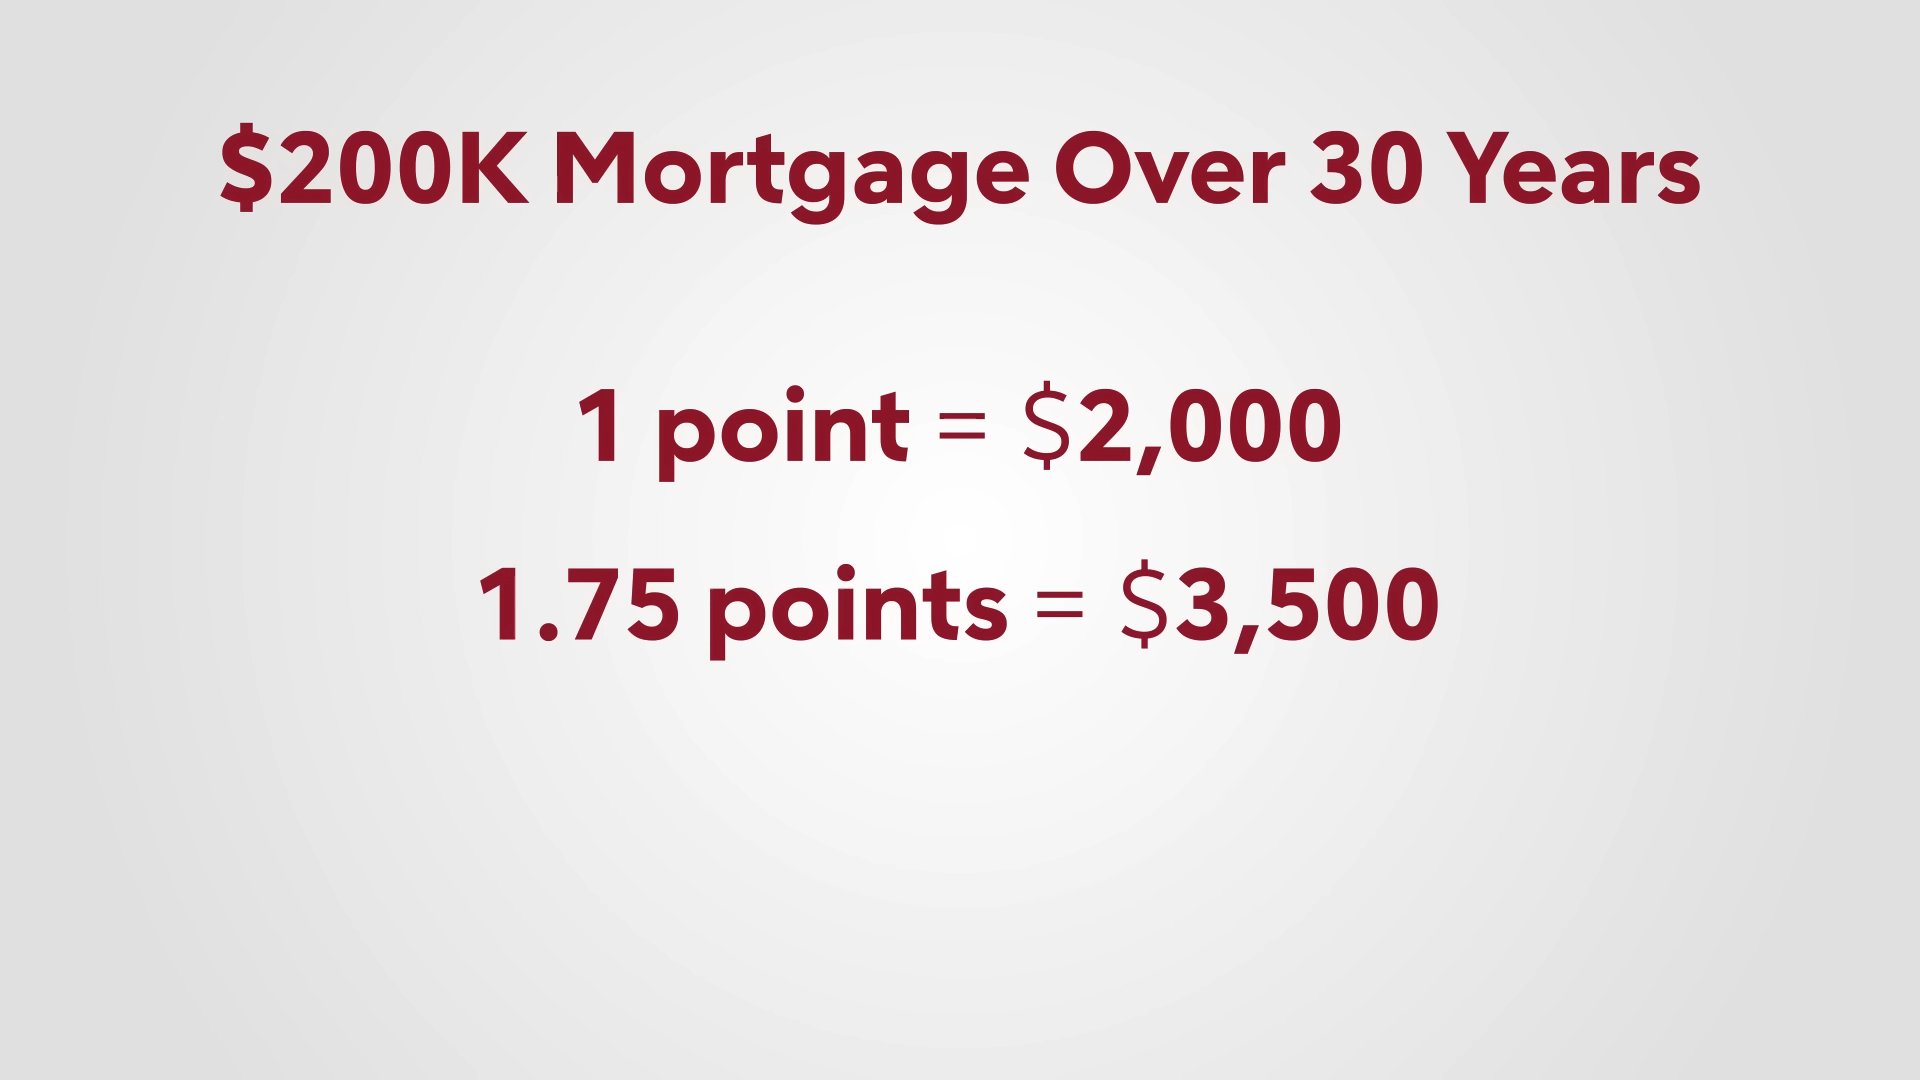 $200K Mortgage Over 30 Years
1 point = $2,000
1.75 points = $3,500